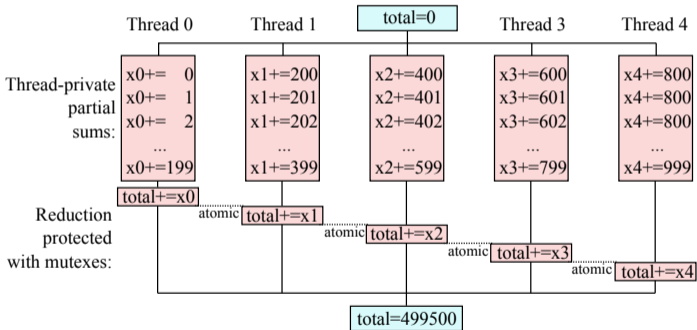 Thread 0 Thread 1 total=0 Thread 3 Thread 4
Thread-private
partial
sums:
x0+= 0 x1+=200 x2+=400 x3+=600 x4+=800
x0+= 1 x1+=201 x2+=401 x3+=601 x4+=800
x0+= 2 x1+=202 x2+=402 x3+=602 x4+=800
... ... ... ... ...
x0+=199 x1+=399 x2+=599 x3+=799 x4+=999
Reduction
protected
with mutexes:
total+=x0
atomic total+=x1
atomic total+=x2
atomic total+=x3
atomic total+=x4
total=499500